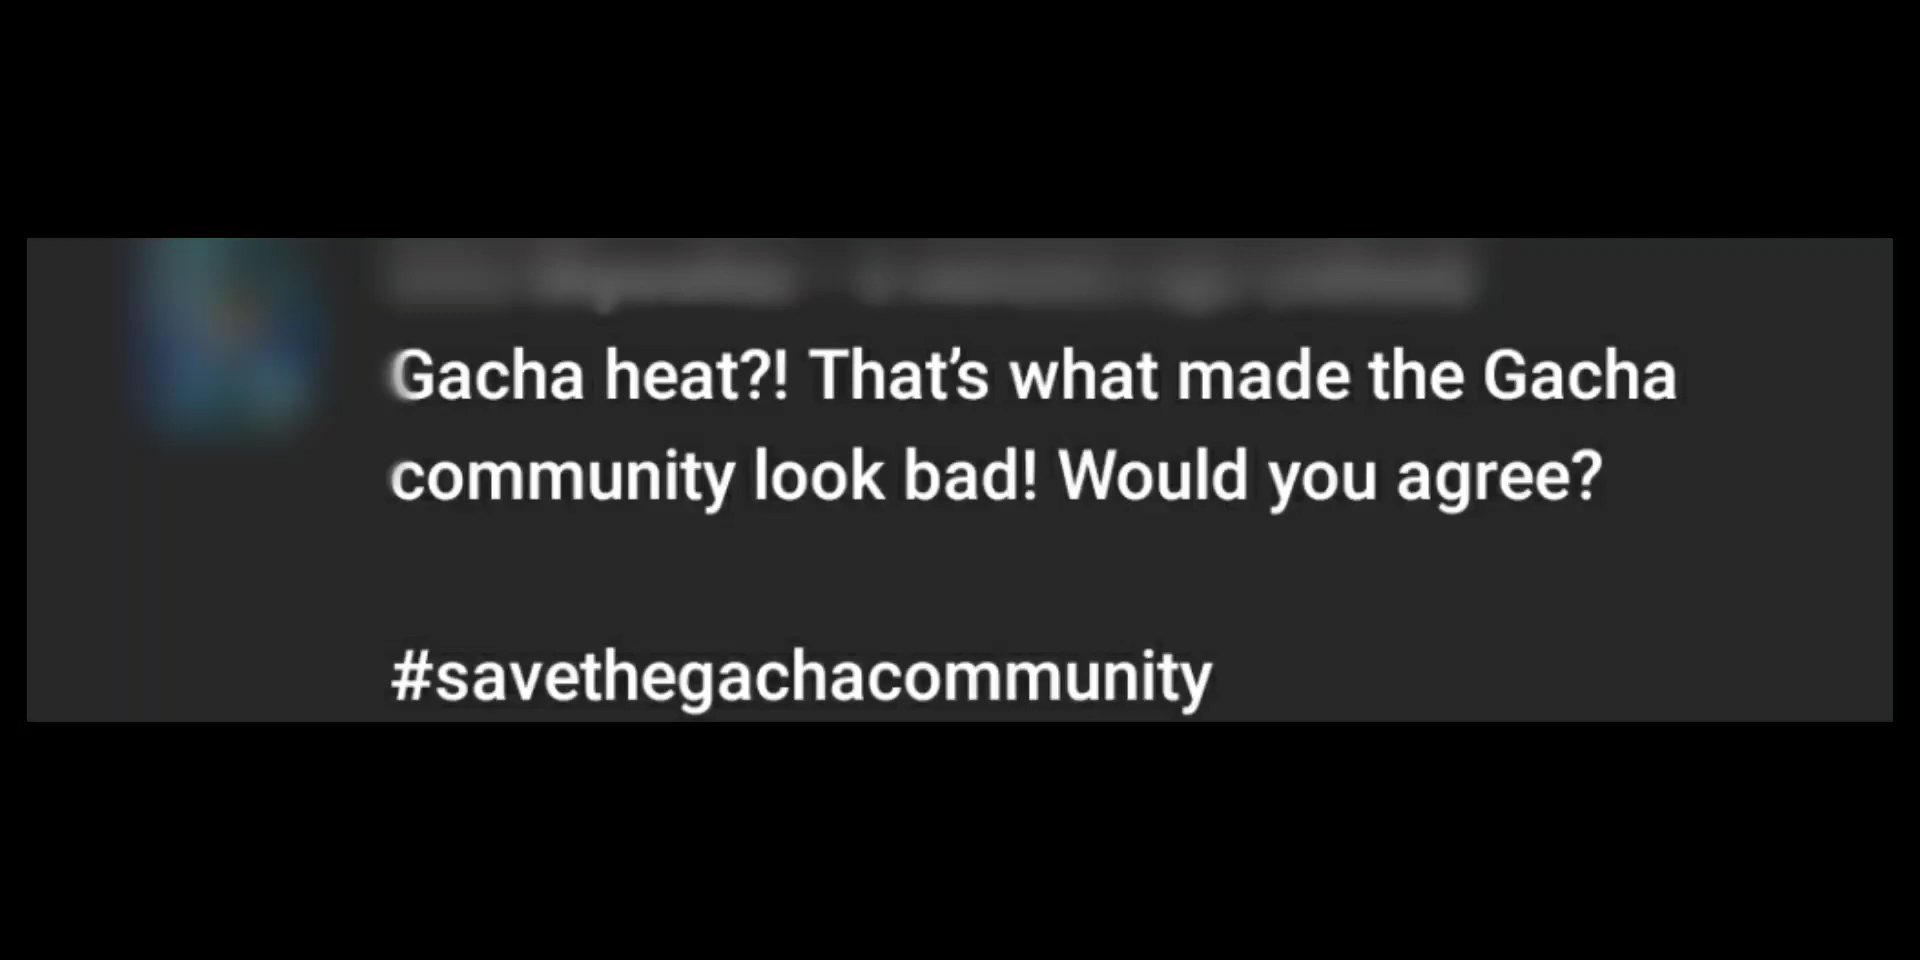 Gacha heat?! That’s what made the Gacha
community look bad! Would you agree?
#savethegachacommunity